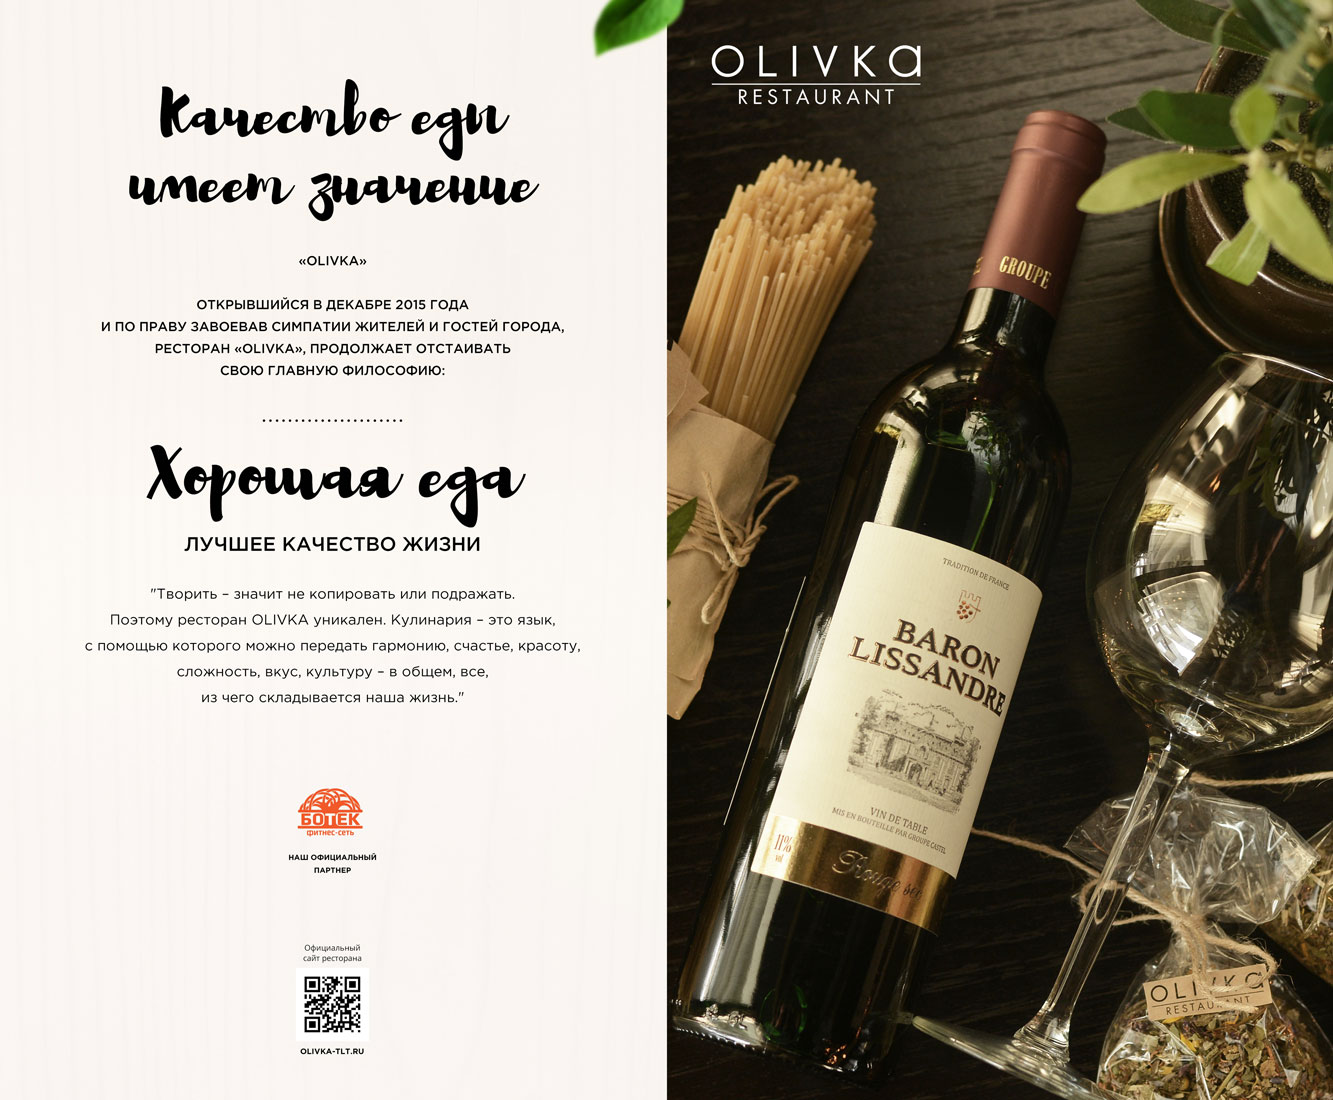 Качество еды
имеет значение
«OLIVKA»
ОТКРЫВШИЙСЯ В ДЕКАБРЕ 2015 ГОДА
И ПО ПРАВУ ЗАВОЕВАВ СИМПАТИИ ЖИТЕЛЕЙ И ГОСТЕЙ ГОРОДА,
РЕСТОРАН «OLIVKA», ПРОДОЛЖАЕТ ОТСТАИВАТЬ
СВОЮ ГЛАВНУЮ ФИЛОСОФИЮ:
Хорошая еда
ЛУЧШЕЕ КАЧЕСТВО ЖИЗНИ
"Творить – значит не копировать или подражать.
Поэтому ресторан OLIVKA уникален. Кулинария – это язык,
с помощью которого можно передать гармонию, счастье, красоту,
сложность, вкус, культуру – в общем, все,
из чего складывается наша жизнь."
БОТЕК
фитнес-сеть
НАШ ОФИЦИАЛЬНЫЙ
ПАРТНЕР
Официальный
сайт ресторана
OLIVKA-TLT.RU
OLIVKa
RESTAURANT
GROUPE
TRADITION DE FRANCE
BARON
LISSANDRE
VIN DE TABLE
MIS EN BOUTEILLE PAR GROUPE CASTEL
11%
vol
Rouge sec
OLIVKa
RESTAURANT